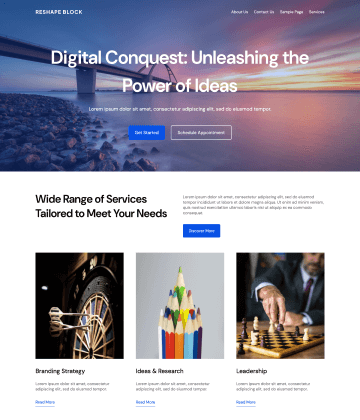 RESHAPE BLOCK
About Us Contact Us Sample Page Services
Digital Conquest: Unleashing the
Power of Ideas
Lorem ipsum dolor sit amet, consectetur adipiscing elit, sed do eiusmod tempor.
Get Started Schedule Appointment
Wide Range of Services
Tailored to Meet Your Needs
Lorem ipsum dolor sit amet, consectetur adipiscing elit, sed do eiusmod
tempor incididunt ut labore et dolore magna aliqua. Ut enim ad minim veniam,
quis nostrud exercitation ullamco laboris nisi ut aliquip ex ea commodo
consequat.
Discover More
Branding Strategy
Lorem ipsum dolor sit amet, consectetur
adipiscing elit, sed do eiusmod tempor.
Read More
Ideas & Research
Lorem ipsum dolor sit amet, consectetur
adipiscing elit, sed do eiusmod tempor.
Read More
Leadership
Lorem ipsum dolor sit amet, consectetur
adipiscing elit, sed do eiusmod tempor.
Read More